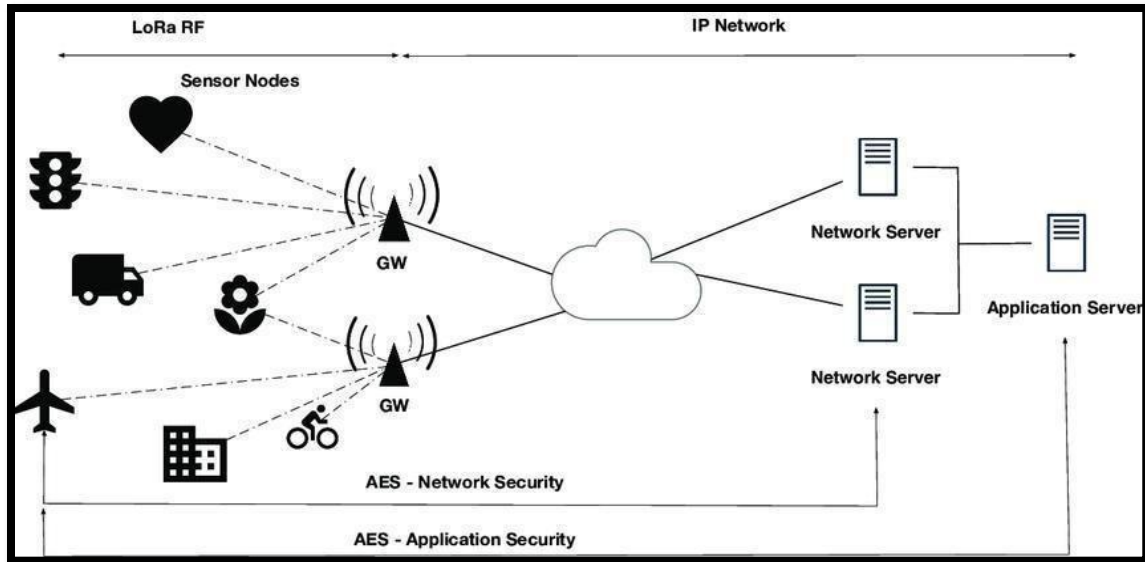 LoRa RF
IP Network
Sensor Nodes
GW
Network Server
Application Server
GW
Network Server
AES - Network Security
AES - Application Security